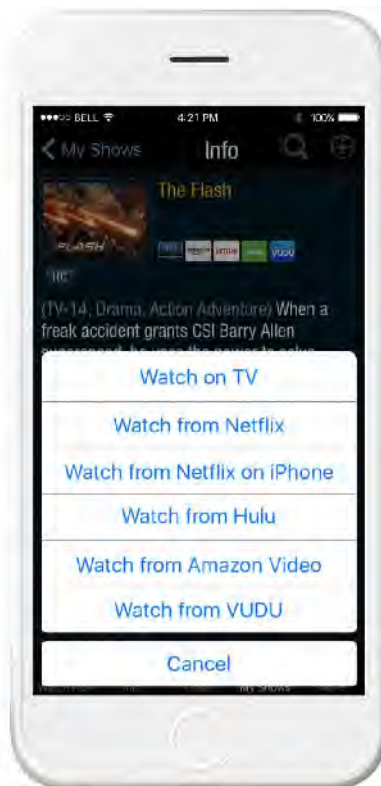 BELL 4:21 PM 100%
My Shows Info
The Flash
FLASH
VUDU
(TV-14, Drama, Action Adventure) When a
freak accident grants CSI Barry Allen
Watch on TV
Watch from Netflix
Watch from Netflix on iPhone
Watch from Hulu
Watch from Amazon Video
Watch from VUDU
Cancel
My Shows